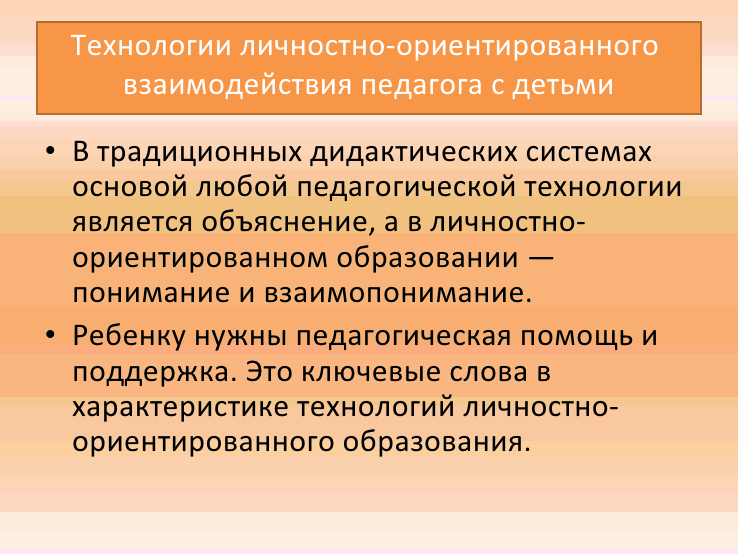 Технологии личностно-ориентированного
взаимодействия педагога с детьми
• В традиционных дидактических системах
основой любой педагогической технологии
является объяснение, а в личностно-
ориентированном образовании —
понимание и взаимопонимание.
• Ребенку нужны педагогическая помощь и
поддержка. Это ключевые слова в
характеристике технологий личностно-
ориентированного образования.